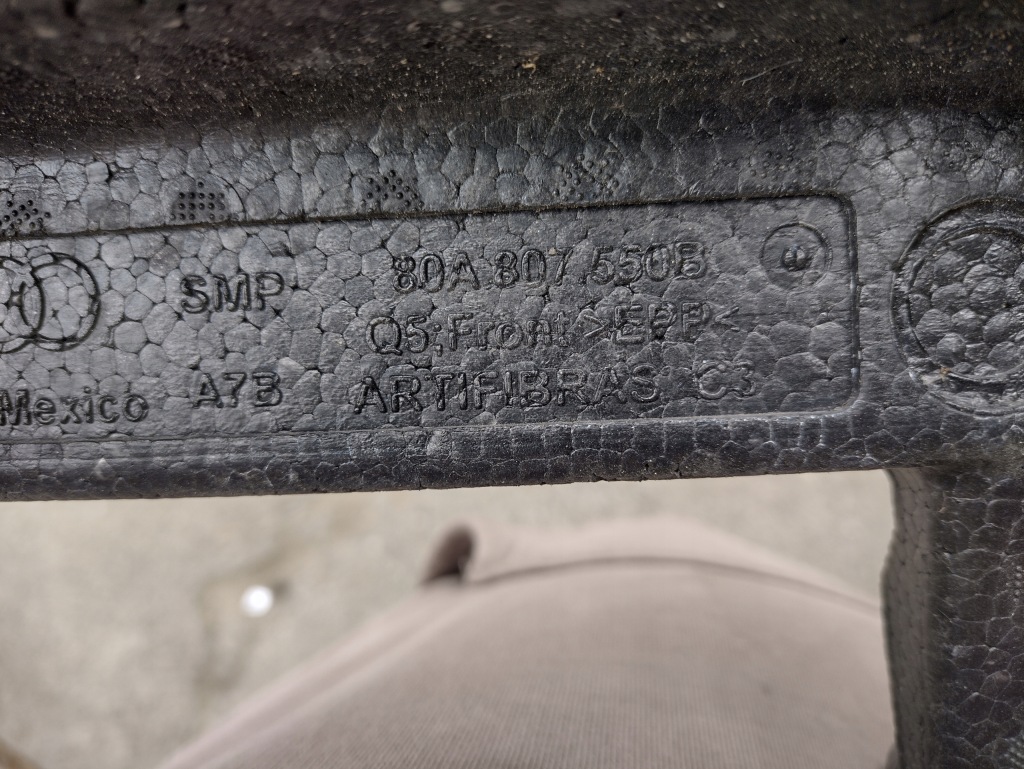 80A 807 550B
SMP
Q5;Front >EPP<
Mexico A7B ARTIFIBRAS C3